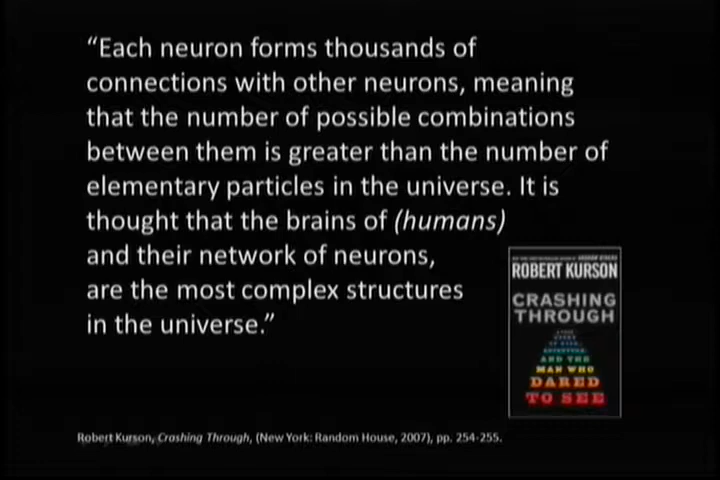 “Each neuron forms thousands of
connections with other neurons, meaning
that the number of possible combinations
between them is greater than the number of
elementary particles in the universe. It is
thought that the brains of (humans)
and their network of neurons,
are the most complex structures
in the universe.”
ROBERT KURSON
CRASHING
THROUGH
AND THE
MAN WHO
DARED
TO SEE
Robert Kurson, Crashing Through, (New York: Random House, 2007), pp. 254-255.